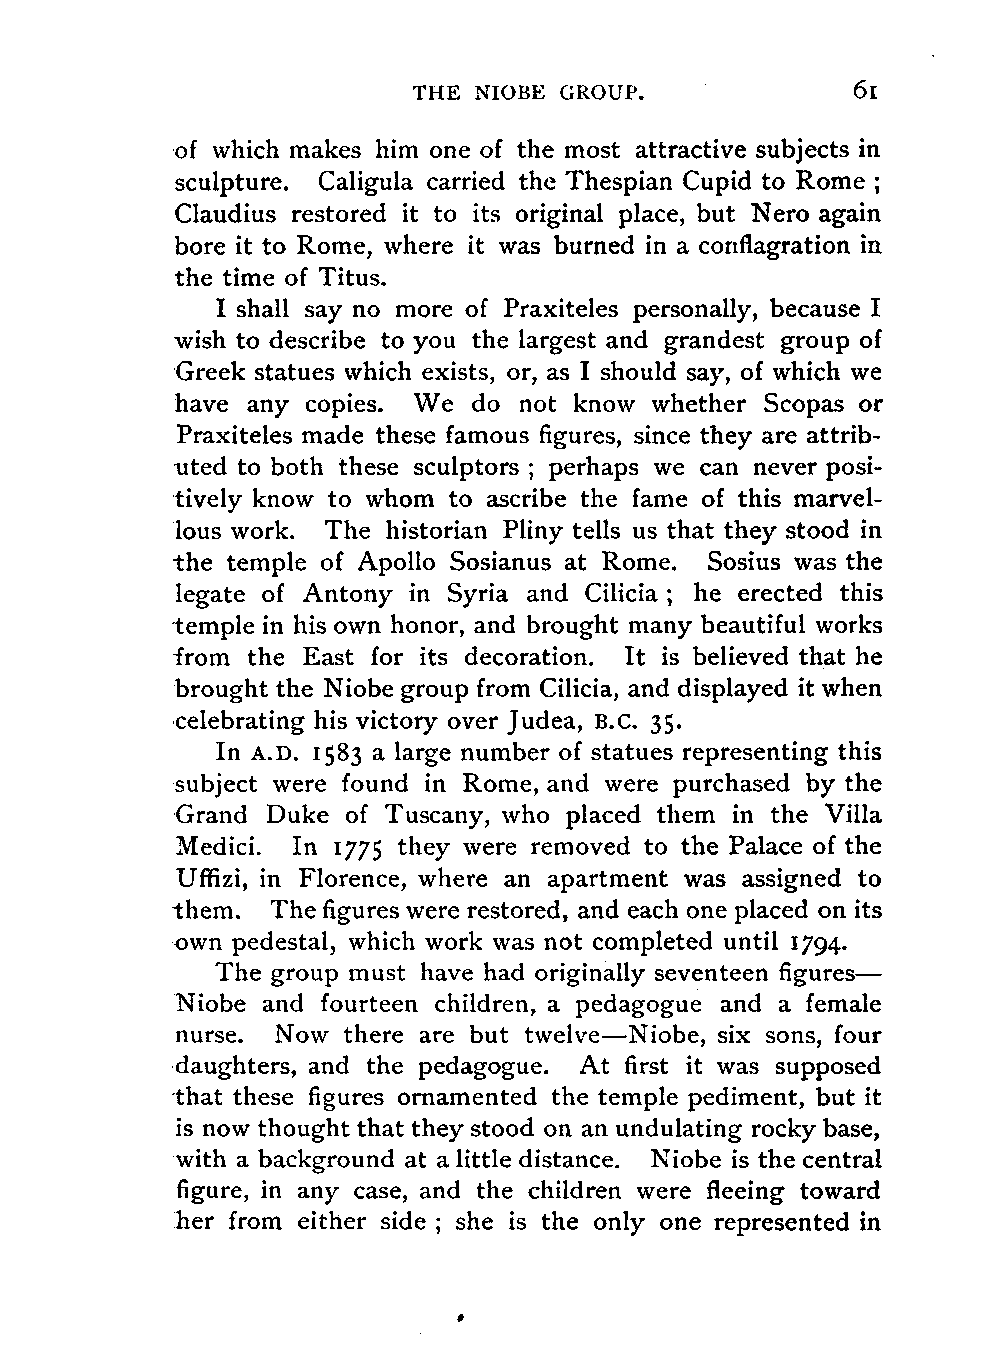 THE NIOBE GROUP. 61
of which makes him one of the most attractive subjects in
sculpture. Caligula carried the Thespian Cupid to Rome ;
Claudius restored it to its original place, but Nero again
bore it to Rome, where it was burned in a conflagration in
the time of Titus.
I shall say no more of Praxiteles personally, because I
wish to describe to you the largest and grandest group of
Greek statues which exists, or, as I should say, of which we
have any copies. We do not know whether Scopas or
Praxiteles made these famous figures, since they are attrib-
uted to both these sculptors ; perhaps we can never posi-
tively know to whom to ascribe the fame of this marvel-
lous work. The historian Pliny tells us that they stood in
the temple of Apollo Sosianus at Rome. Sosius was the
legate of Antony in Syria and Cilicia ; he erected this
temple in his own honor, and brought many beautiful works
from the East for its decoration. It is believed that he
brought the Niobe group from Cilicia, and displayed it when
celebrating his victory over Judea, B.C. 35.
In A.D. 1583 a large number of statues representing this
subject were found in Rome, and were purchased by the
Grand Duke of Tuscany, who placed them in the Villa
Medici. In 1775 they were removed to the Palace of the
Uffizi, in Florence, where an apartment was assigned to
them. The figures were restored, and each one placed on its
own pedestal, which work was not completed until 1794.
The group must have had originally seventeen figures—
Niobe and fourteen children, a pedagogue and a female
nurse. Now there are but twelve—Niobe, six sons, four
daughters, and the pedagogue. At first it was supposed
that these figures ornamented the temple pediment, but it
is now thought that they stood on an undulating rocky base,
with a background at a little distance. Niobe is the central
figure, in any case, and the children were fleeing toward
her from either side ; she is the only one represented in